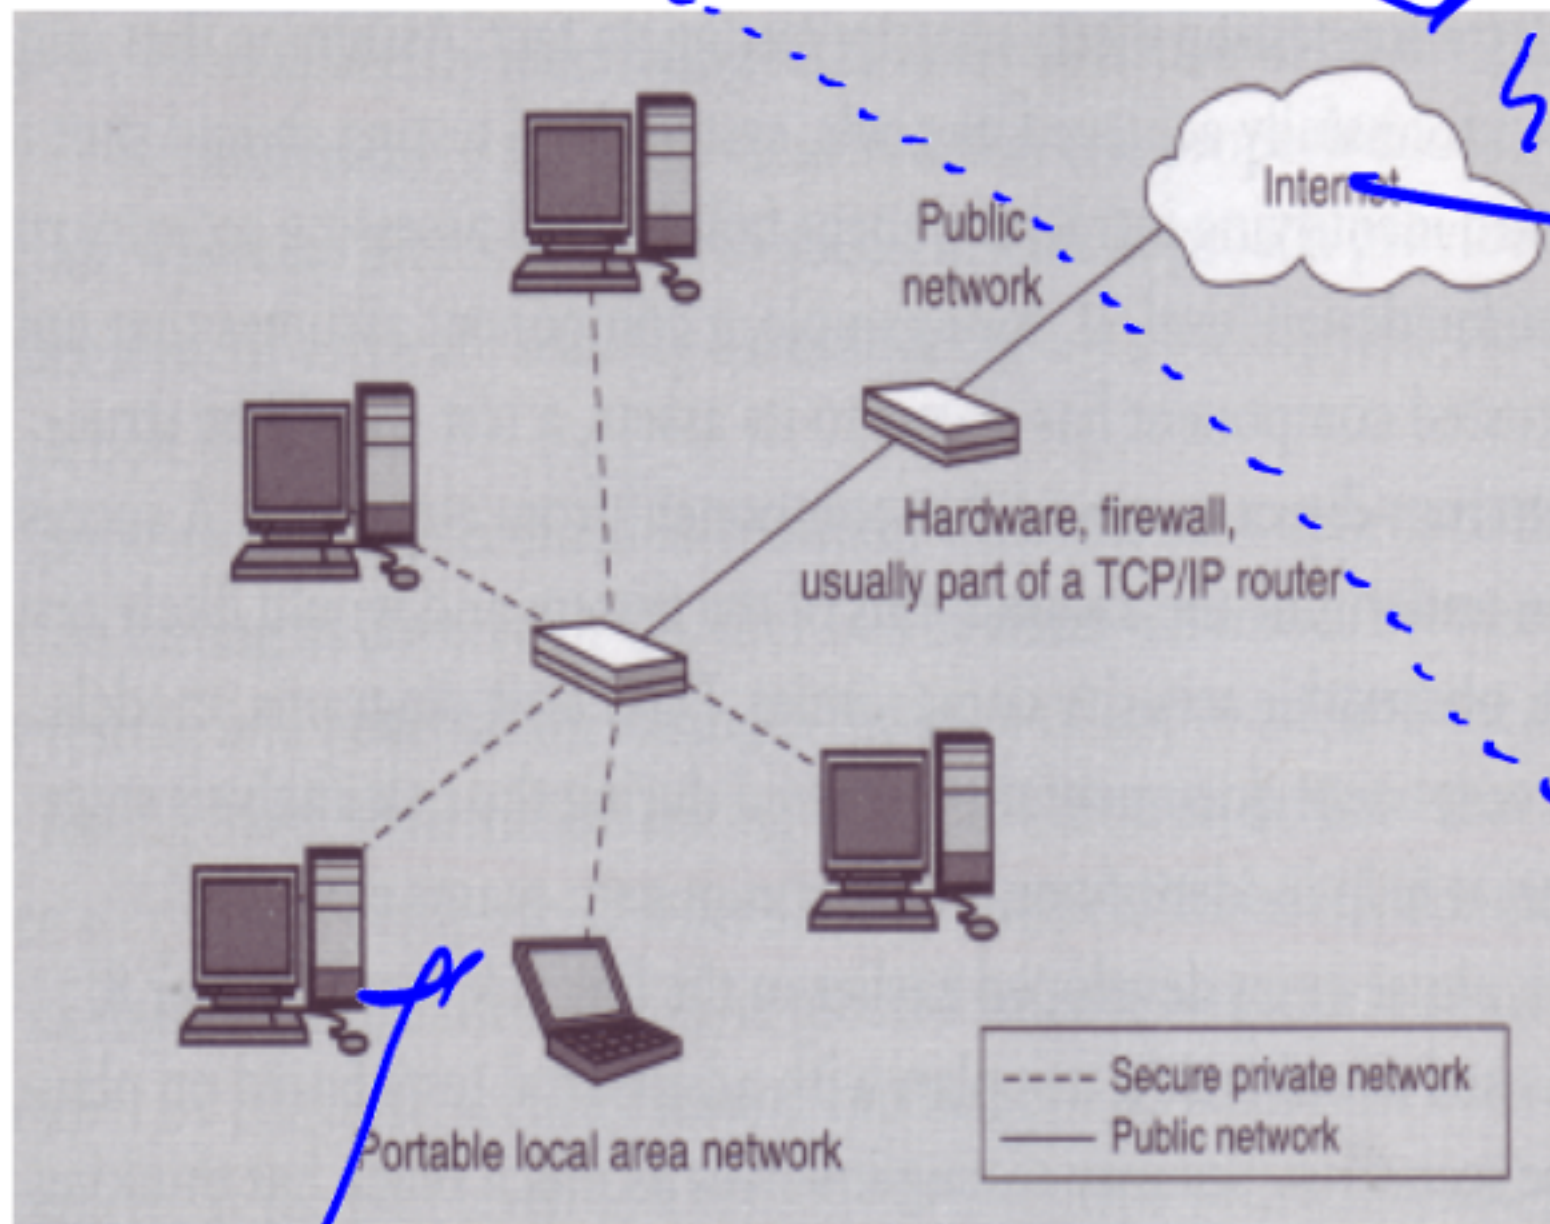 Internet
Public
network
Hardware, firewall,
usually part of a TCP/IP router
Secure private network
Public network
Portable local area network